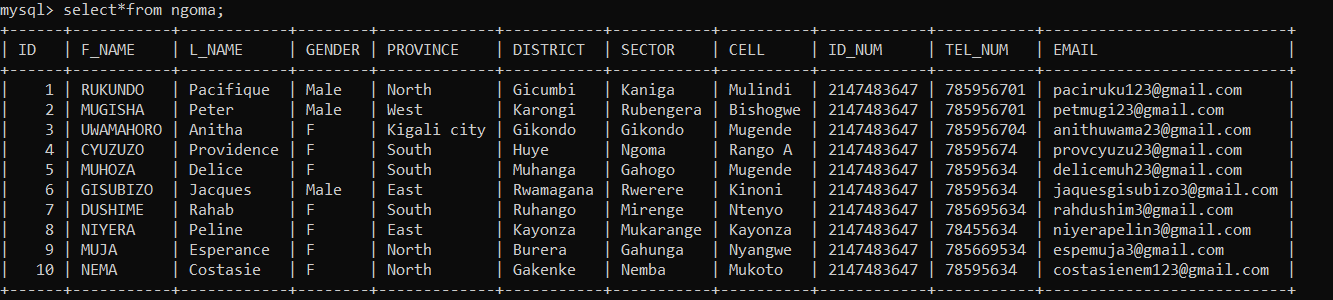 mysql> select*from ngoma;
+------+-----------+------------+--------+-------------+-----------+-----------+----------+------------+-----------+--------------------------+
| ID | F_NAME | L_NAME | GENDER | PROVINCE | DISTRICT | SECTOR | CELL | ID_NUM | TEL_NUM | EMAIL |
+------+-----------+------------+--------+-------------+-----------+-----------+----------+------------+-----------+--------------------------+
| 1 | RUKUNDO | Pacifique | Male | North | Gicumbi | Kaniga | Mulindi | 2147483647 | 785956701 | paciruku123@gmail.com |
| 2 | MUGISHA | Peter | Male | West | Karongi | Rubengera | Bishogwe | 2147483647 | 785956701 | petmugi23@gmail.com |
| 3 | UWAMAHORO | Anitha | F | Kigali city | Gikondo | Gikondo | Mugende | 2147483647 | 785956704 | anithuwama23@gmail.com |
| 4 | CYUZUZO | Providence | F | South | Huye | Ngoma | Rango A | 2147483647 | 78595674 | provcyuzu23@gmail.com |
| 5 | MUHOZA | Delice | F | South | Muhanga | Gahogo | Mugende | 2147483647 | 78595634 | delicemuh23@gmail.com |
| 6 | GISUBIZO | Jacques | Male | East | Rwamagana | Rwerere | Kinoni | 2147483647 | 78595634 | jaquesgisubizo3@gmail.com |
| 7 | DUSHIME | Rahab | F | South | Ruhango | Mirenge | Ntenyo | 2147483647 | 785695634 | rahdushim3@gmail.com |
| 8 | NIYERA | Peline | F | East | Kayonza | Mukarange | Kayonza | 2147483647 | 78455634 | niyerapelin3@gmail.com |
| 9 | MUJA | Esperance | F | North | Burera | Gahunga | Nyangwe | 2147483647 | 785669534 | espemuja3@gmail.com |
| 10 | NEMA | Costasie | F | North | Gakenke | Nemba | Mukoto | 2147483647 | 78595634 | costasienem123@gmail.com |
+------+-----------+------------+--------+-------------+-----------+-----------+----------+------------+-----------+--------------------------+